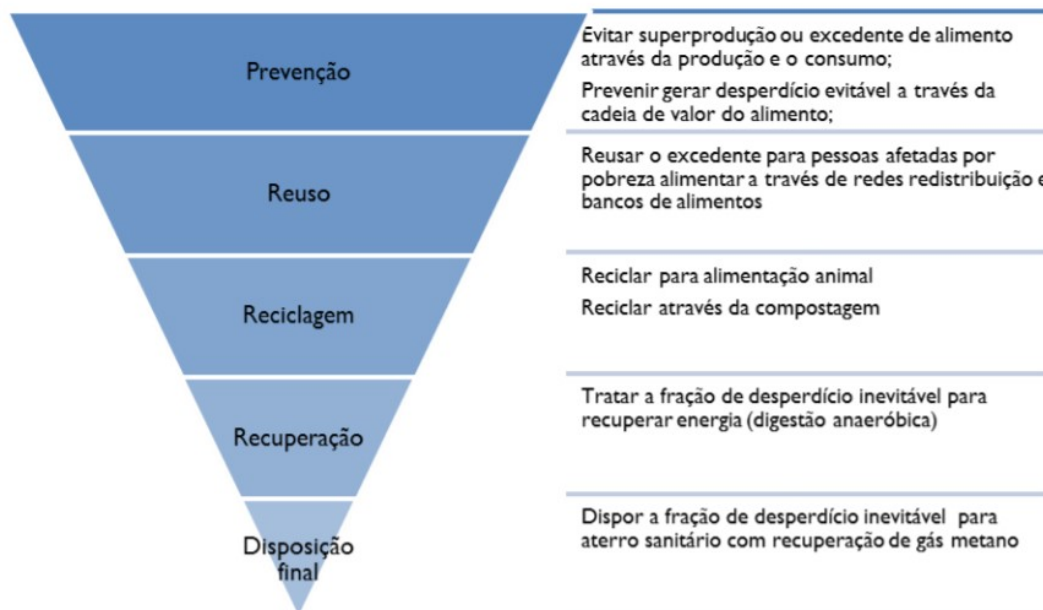 Prevenção
Evitar superprodução ou excedente de alimento
através da produção e o consumo;
Prevenir gerar desperdício evitável a través da
cadeia de valor do alimento;
Reuso
Reusar o excedente para pessoas afetadas por
pobreza alimentar a través de redes redistribuição e
bancos de alimentos
Reciclagem
Reciclar para alimentação animal
Reciclar através da compostagem
Recuperação
Tratar a fração de desperdício inevitável para
recuperar energia (digestão anaeróbica)
Disposição
final
Dispor a fração de desperdício inevitável para
aterro sanitário com recuperação de gás metano